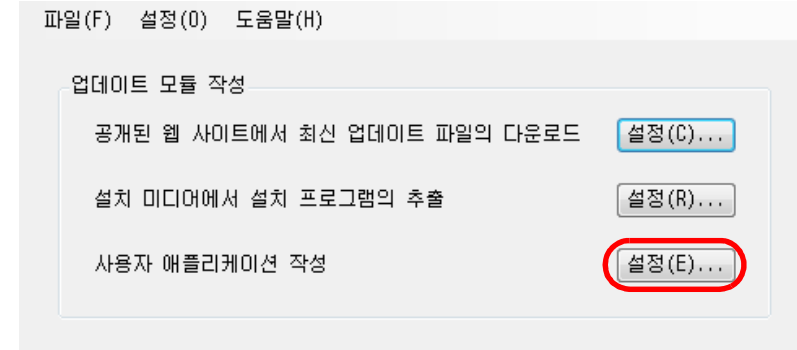 파일(F) 설정(O) 도움말(H)
업데이트 모듈 작성
공개된 웹 사이트에서 최신 업데이트 파일의 다운로드 설정(C)...
설치 미디어에서 설치 프로그램의 추출 설정(R)...
사용자 애플리케이션 작성 설정(E)...